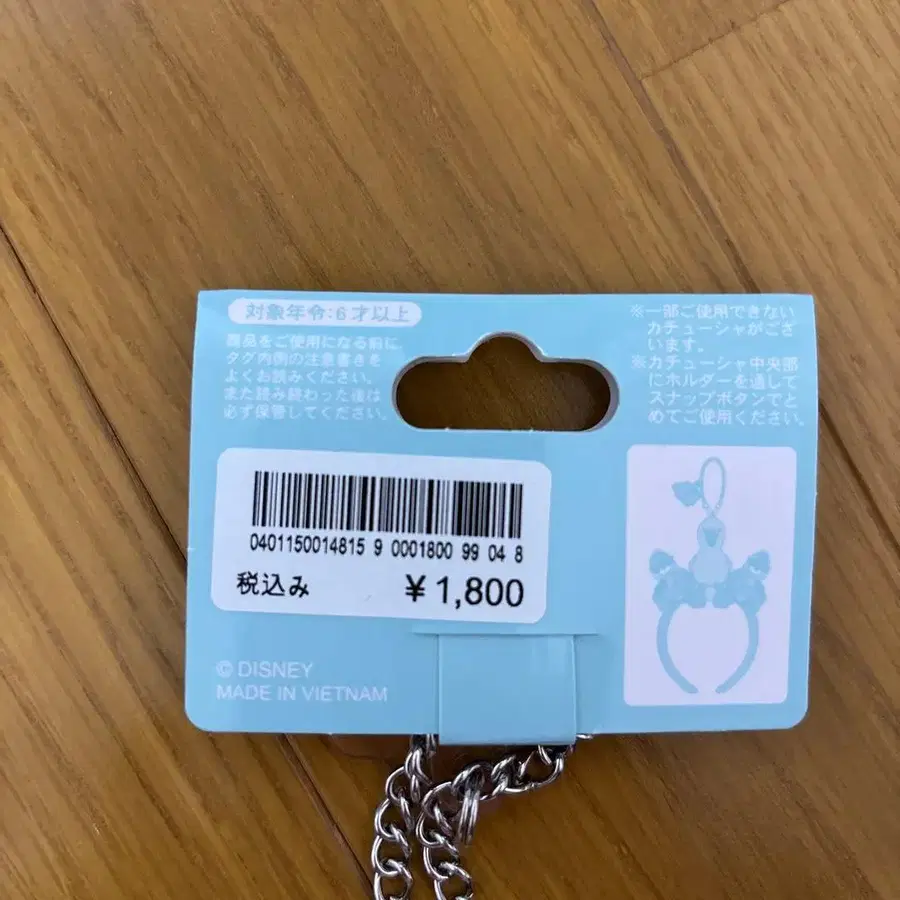 対象年令:6才以上
商品をご使用になる前に、
タグ内側の注意書きを
よくお読みください。
また読み終わった後は
必ず保管してください。
※一部ご使用できない
カチューシャがござ
います。
※カチューシャ中央部
にホルダーを通して
スナップボタンでと
めてご使用ください。
0401150014815 9 0001800 99 04 8
税込み ¥1,800
© DISNEY
MADE IN VIETNAM